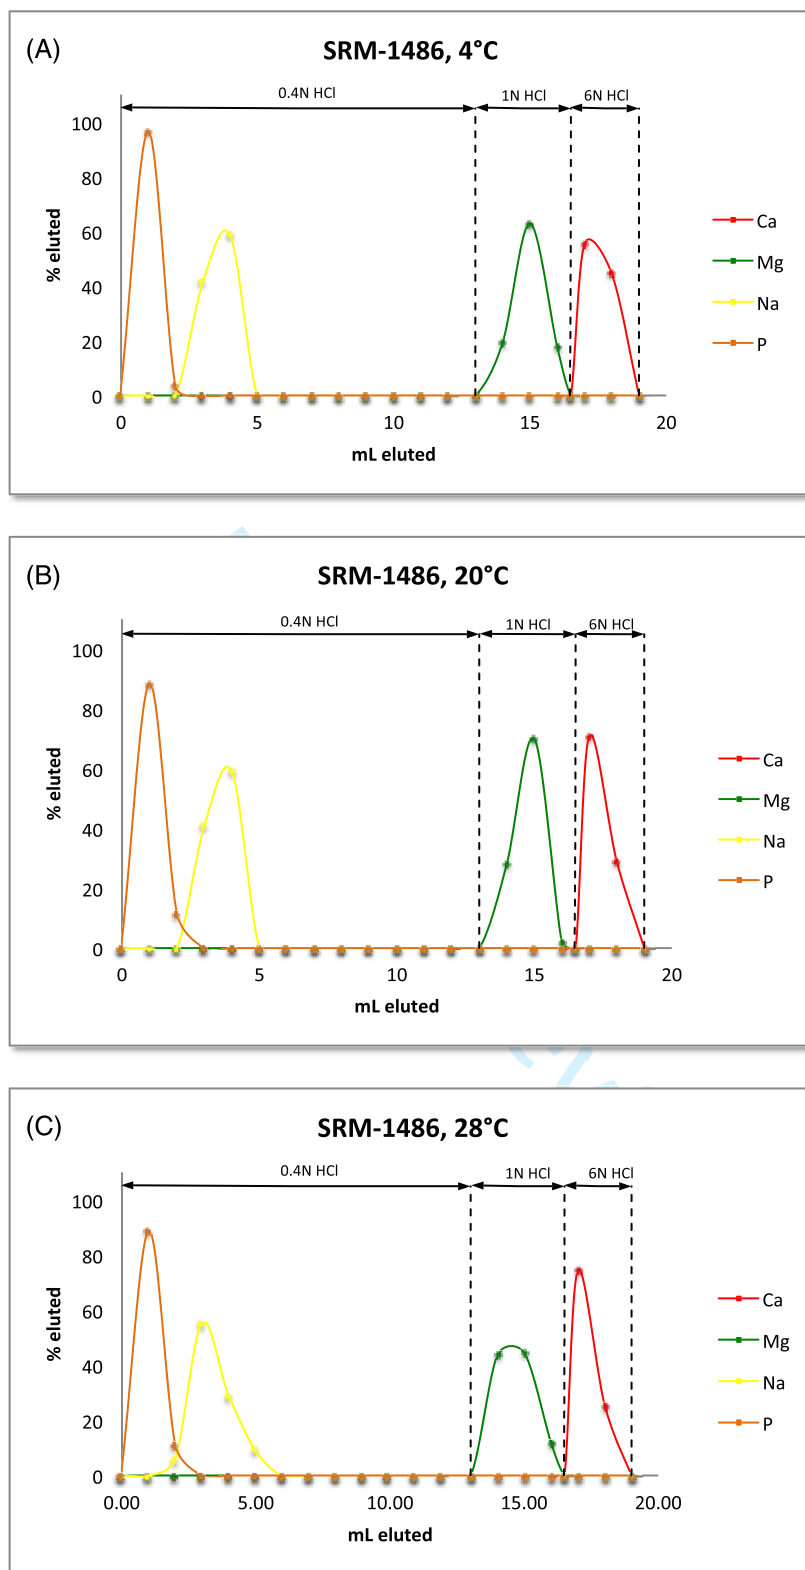 (A)
SRM-1486, 4°C
0.4N HCl
1N HCl
6N HCl
100
80
60
40
20
0
% eluted
0
5
10
15
20
mL eluted
Ca
Mg
Na
P
(B)
SRM-1486, 20°C
0.4N HCl
1N HCl
6N HCl
100
80
60
40
20
0
% eluted
0
5
10
15
20
mL eluted
Ca
Mg
Na
P
(C)
SRM-1486, 28°C
0.4N HCl
1N HCl
6N HCl
100
80
60
40
20
0
% eluted
0.00
5.00
10.00
15.00
20.00
mL eluted
Ca
Mg
Na
P